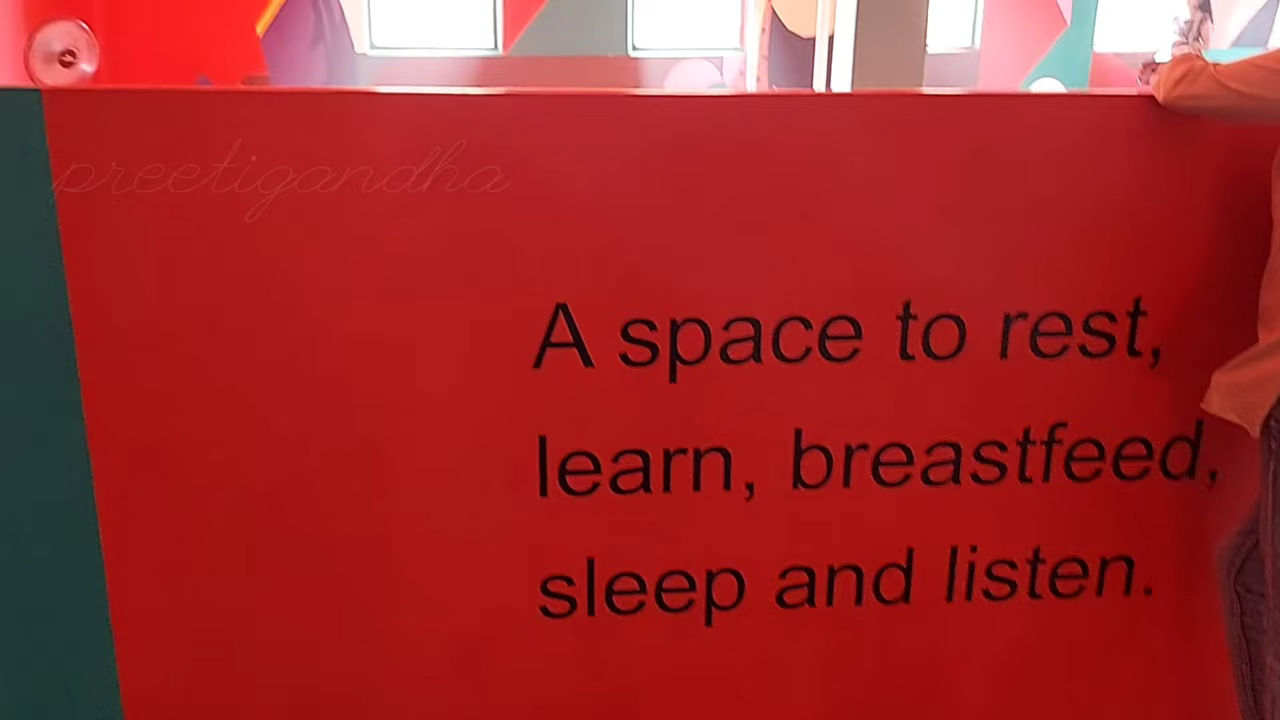 preetigandha
A space to rest,
learn, breastfeed,
sleep and listen.